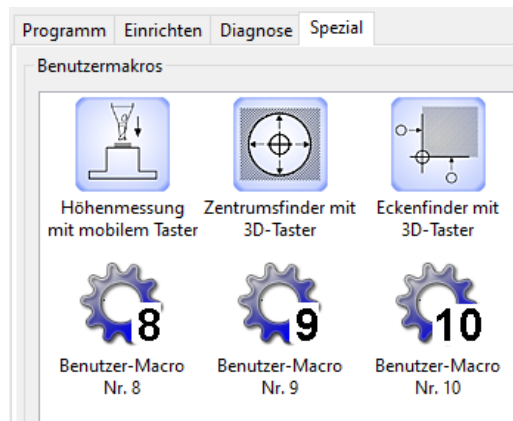 Programm Einrichten Diagnose Spezial
Benutzermakros
Höhenmessung Zentrumsfinder mit Eckenfinder mit
mit mobilem Taster 3D-Taster 3D-Taster
8 9 10
Benutzer-Macro Benutzer-Macro Benutzer-Macro
Nr. 8 Nr. 9 Nr. 10